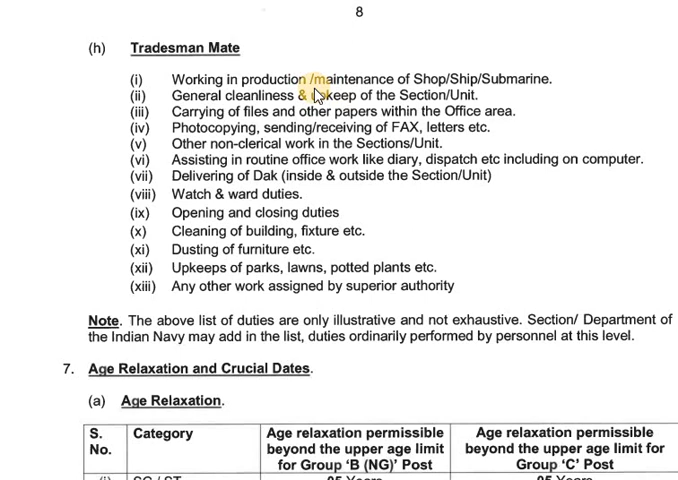 8
(h) Tradesman Mate
(i) Working in production /maintenance of Shop/Ship/Submarine.
(ii) General cleanliness & upkeep of the Section/Unit.
(iii) Carrying of files and other papers within the Office area.
(iv) Photocopying, sending/receiving of FAX, letters etc.
(v) Other non-clerical work in the Sections/Unit.
(vi) Assisting in routine office work like diary, dispatch etc including on computer.
(vii) Delivering of Dak (inside & outside the Section/Unit)
(viii) Watch & ward duties.
(ix) Opening and closing duties
(x) Cleaning of building, fixture etc.
(xi) Dusting of furniture etc.
(xii) Upkeeps of parks, lawns, potted plants etc.
(xiii) Any other work assigned by superior authority
Note. The above list of duties are only illustrative and not exhaustive. Section/ Department of
the Indian Navy may add in the list, duties ordinarily performed by personnel at this level.
7. Age Relaxation and Crucial Dates.
(a) Age Relaxation.
S. Category Age relaxation permissible Age relaxation permissible
No. beyond the upper age limit beyond the upper age limit for
for Group 'B (NG)' Post Group 'C' Post